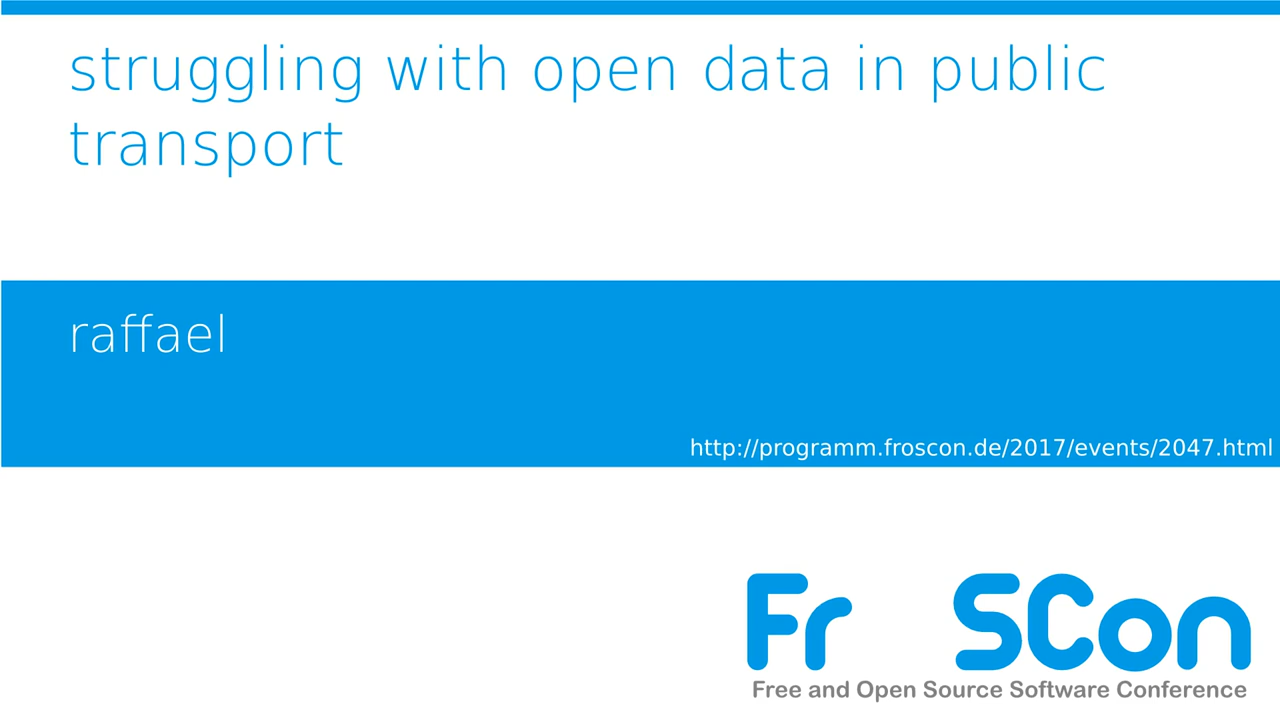 struggling with open data in public
transport
raffael
http://programm.froscon.de/2017/events/2047.html
Fr SCon
Free and Open Source Software Conference